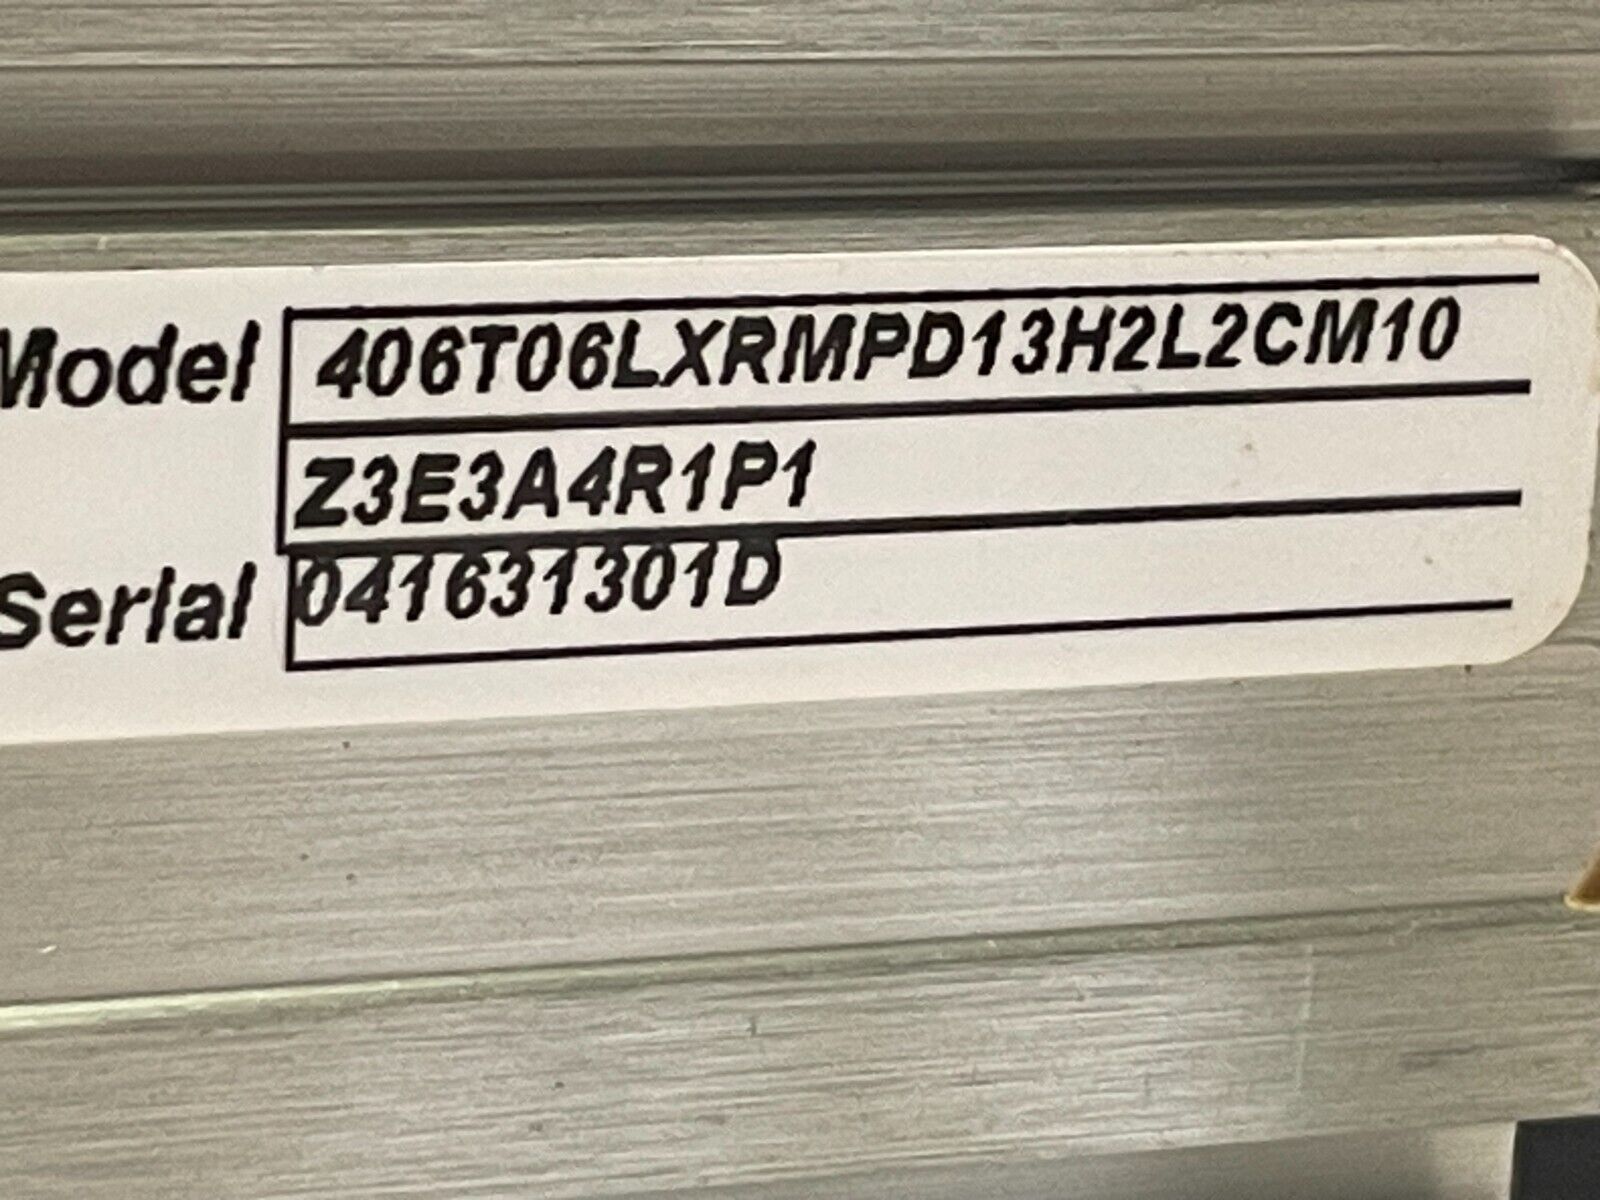 Model 406T06LXRMPD13H2L2CM10
Z3E3A4R1P1
Serial 041631301D